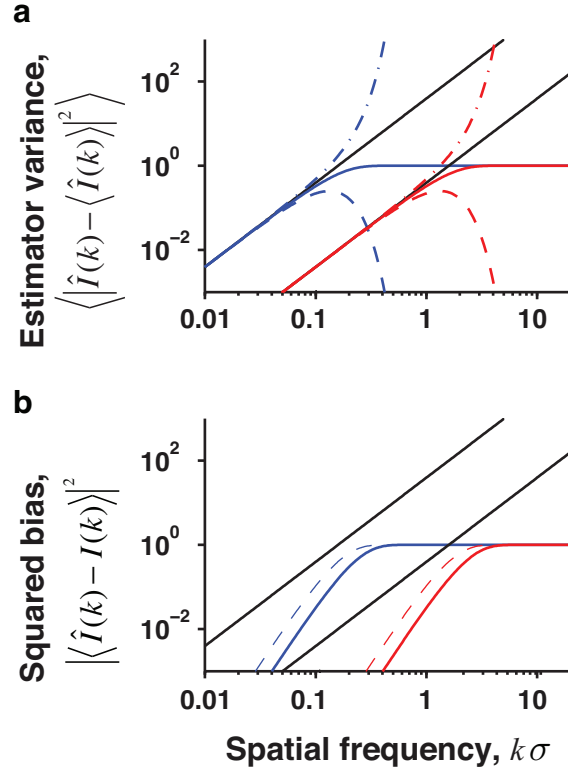 a
Estimator variance,
⟨|Î(k)−⟨Î(k)⟩|²⟩
10²
10⁰
10⁻²
0.01 0.1 1 10
b
Squared bias,
|⟨Î(k)−I(k)⟩|²
10²
10⁰
10⁻²
0.01 0.1 1 10
Spatial frequency, kσ